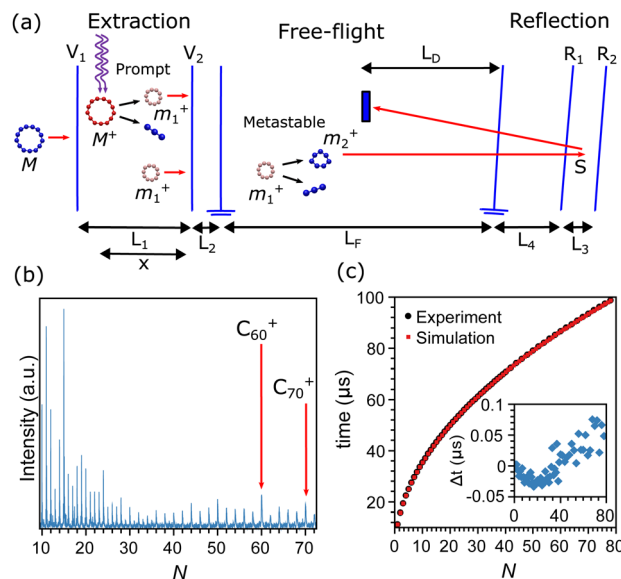 (a)
Extraction
Free-flight
Reflection
V1
V2
R1
R2
Prompt
LD
M
M+
m1+
m1+
Metastable
m2+
m1+
S
L1
L2
LF
L4
L3
x
(b)
(c)
C60+
C70+
Intensity (a.u.)
10 20 30 40 50 60 70
N
100
80
60
40
20
time (µs)
Experiment
Simulation
0.1
0.05
0
-0.05
Δt (µs)
0 40 80
0 10 20 30 40 50 60 70 80
N